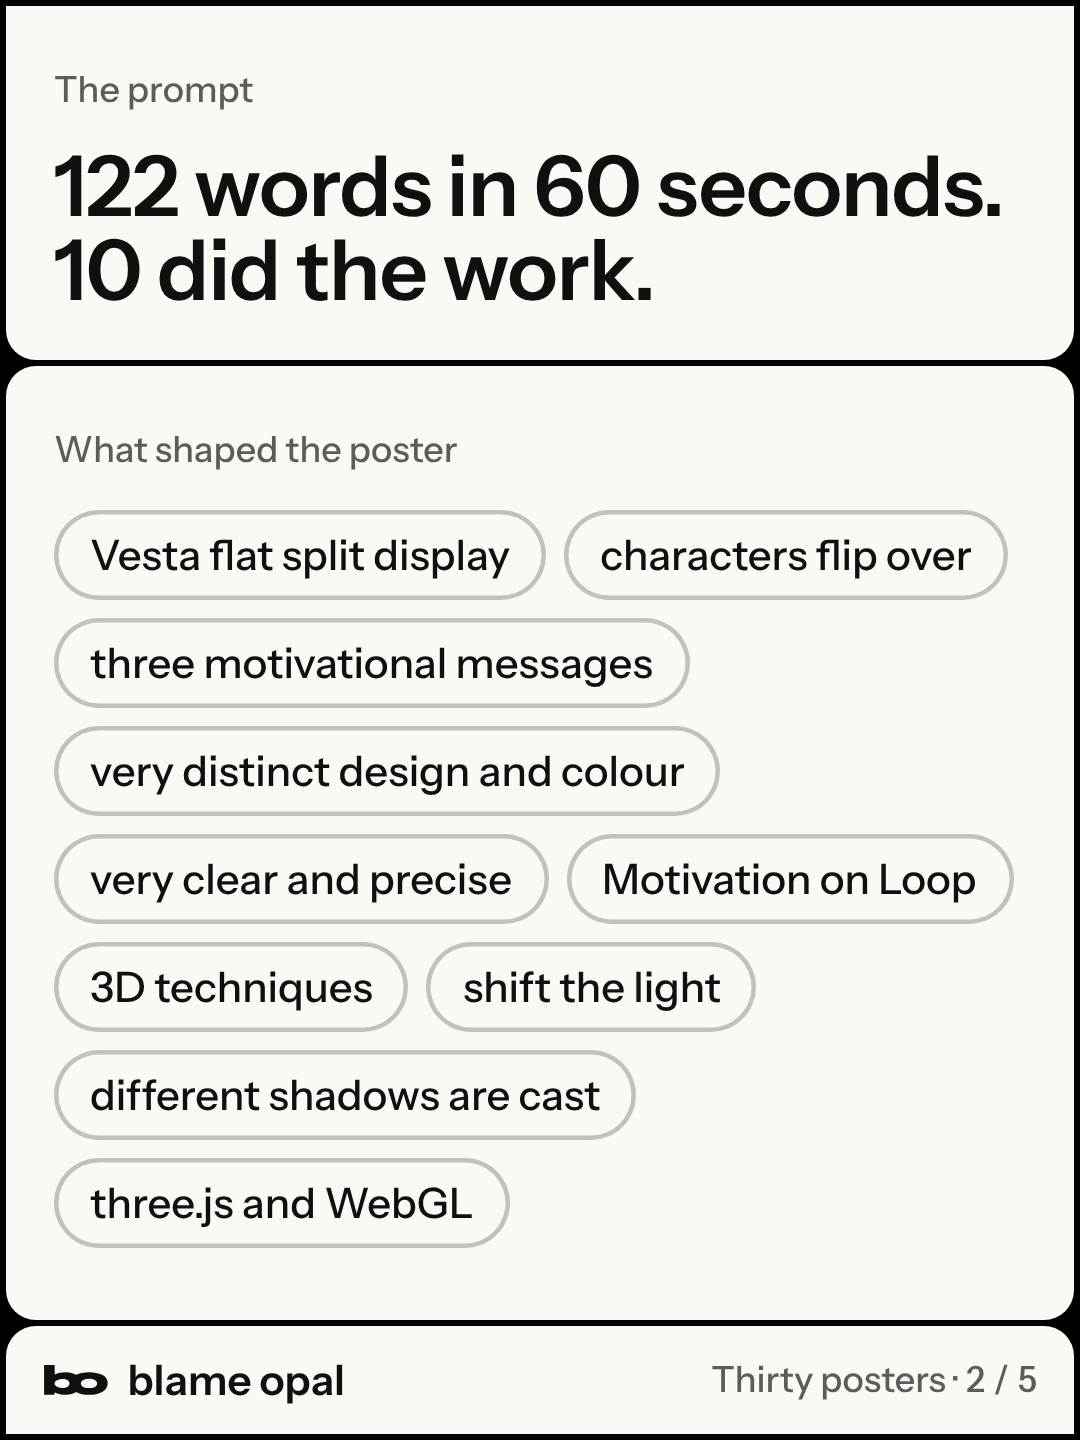 The prompt
122 words in 60 seconds.
10 did the work.
What shaped the poster
Vesta flat split display
characters flip over
three motivational messages
very distinct design and colour
very clear and precise
Motivation on Loop
3D techniques
shift the light
different shadows are cast
three.js and WebGL
bo blame opal
Thirty posters · 2 / 5